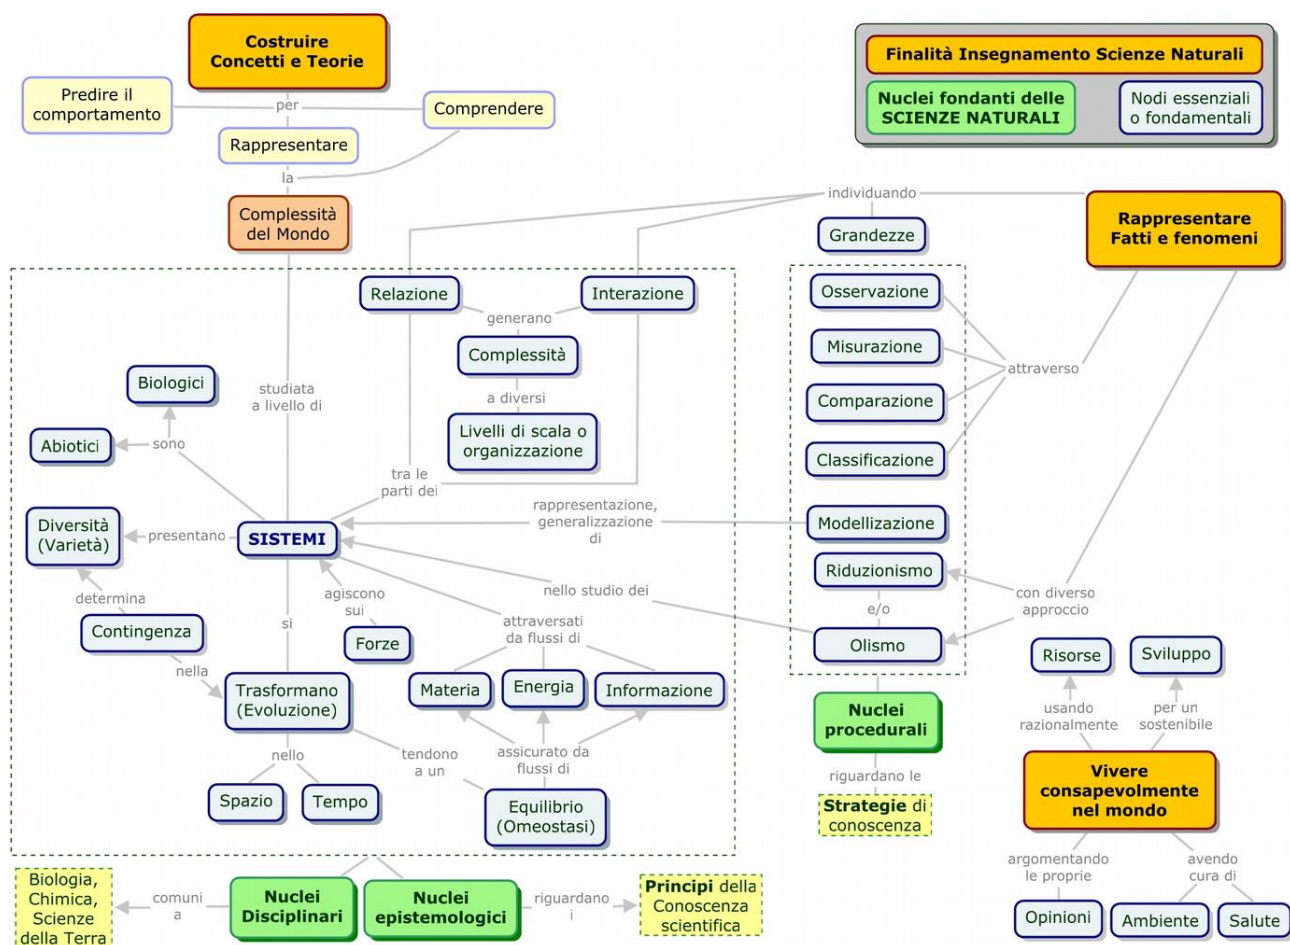 Costruire
Concetti e Teorie
Finalità Insegnamento Scienze Naturali
Nuclei fondanti delle
SCIENZE NATURALI
Nodi essenziali
o fondamentali
Predire il
comportamento
per
Comprendere
Rappresentare
la
Complessità
del Mondo
individuando
Grandezze
Rappresentare
Fatti e fenomeni
Relazione
Interazione
generano
Complessità
a diversi
Livelli di scala o
organizzazione
studiata
a livello di
Biologici
Abiotici
sono
tra le
parti dei
Osservazione
Misurazione
Comparazione
Classificazione
attraverso
rappresentazione,
generalizzazione
di
Modellizzazione
Riduzionismo
e/o
Olismo
con diverso
approccio
nello studio dei
Diversità
(Varietà)
presentano
SISTEMI
determina
Contingenza
nella
si
agiscono
sui
Forze
attraversati
da flussi di
Materia
Energia
Informazione
Trasformano
(Evoluzione)
nello
Spazio
Tempo
tendono
a un
assicurato da
flussi di
Equilibrio
(Omeostasi)
Nuclei
procedurali
riguardano le
Strategie di
conoscenza
Risorse
Sviluppo
usando
razionalmente
per un
sostenibile
Vivere
consapevolmente
nel mondo
argomentando
le proprie
avendo
cura di
Opinioni
Ambiente
Salute
Biologia,
Chimica,
Scienze
della Terra
comuni
a
Nuclei
Disciplinari
Nuclei
epistemologici
riguardano
i
Principi della
Conoscenza
scientifica